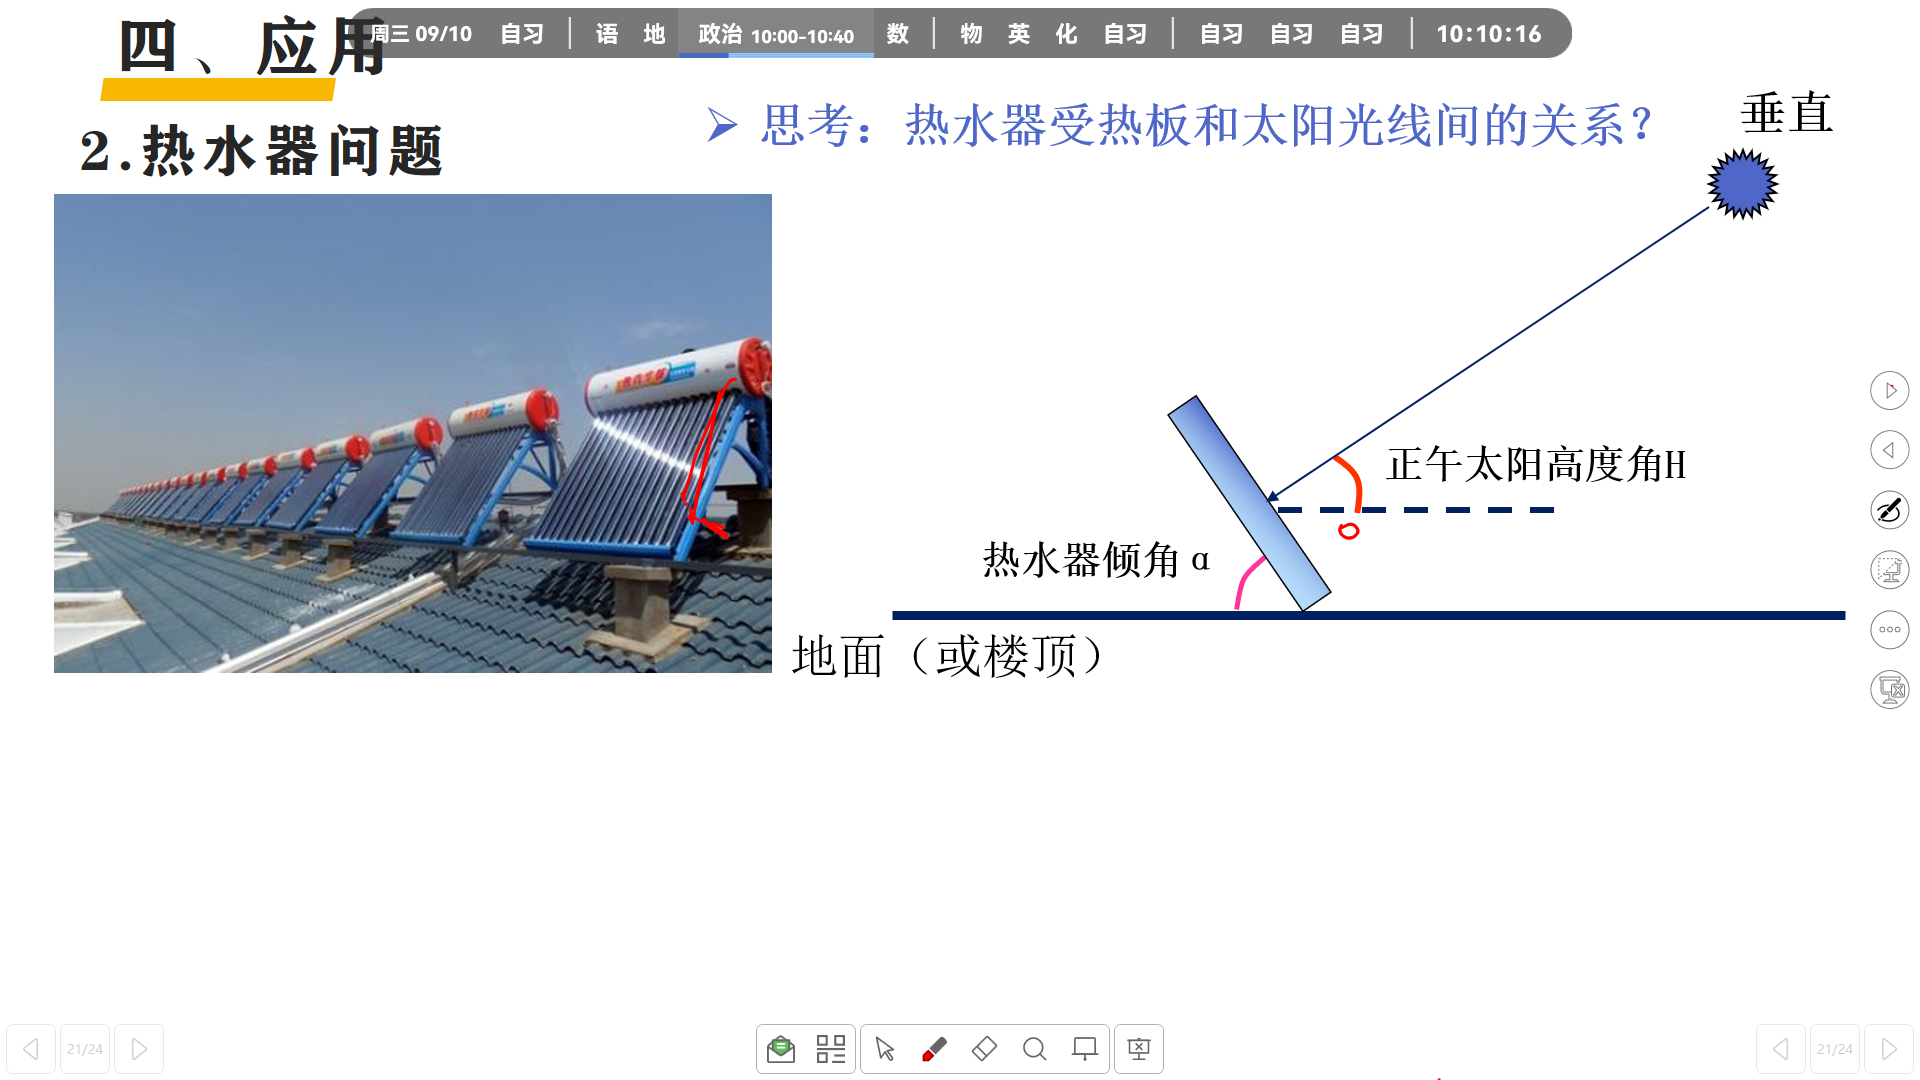 四、应用
周三 09/10 自习 语 地 政治 10:00-10:40 数 物 英 化 自习 自习 自习 自习 10:10:16
思考：热水器受热板和太阳光线间的关系？
垂直
2.热水器问题
正午太阳高度角H
热水器倾角α
地面（或楼顶）
21/24
21/24